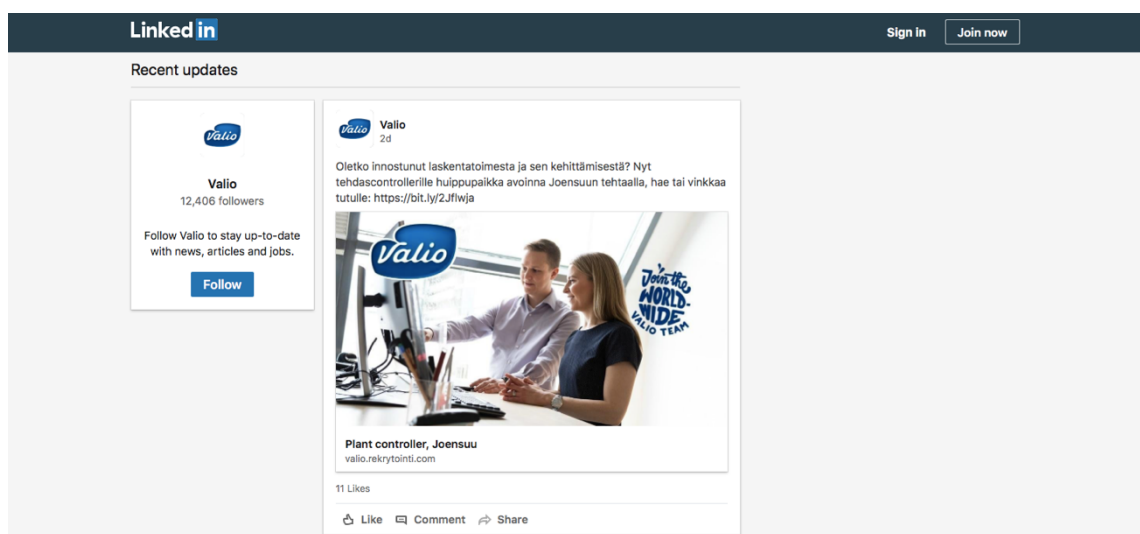 Linked in
Sign in
Join now
Recent updates
Valio
Valio
12,406 followers
Follow Valio to stay up-to-date
with news, articles and jobs.
Follow
Valio
Valio
2d
Oletko innostunut laskentatoimesta ja sen kehittämisestä? Nyt
tehdascontrollerille huippupaikka avoinna Joensuun tehtaalla, hae tai vinkkaa
tutulle: https://bit.ly/2Jflwja
Valio
Join the
WORLD-
WIDE
VALIO TEAM
Plant controller, Joensuu
valio.rekrytointi.com
11 Likes
Like
Comment
Share